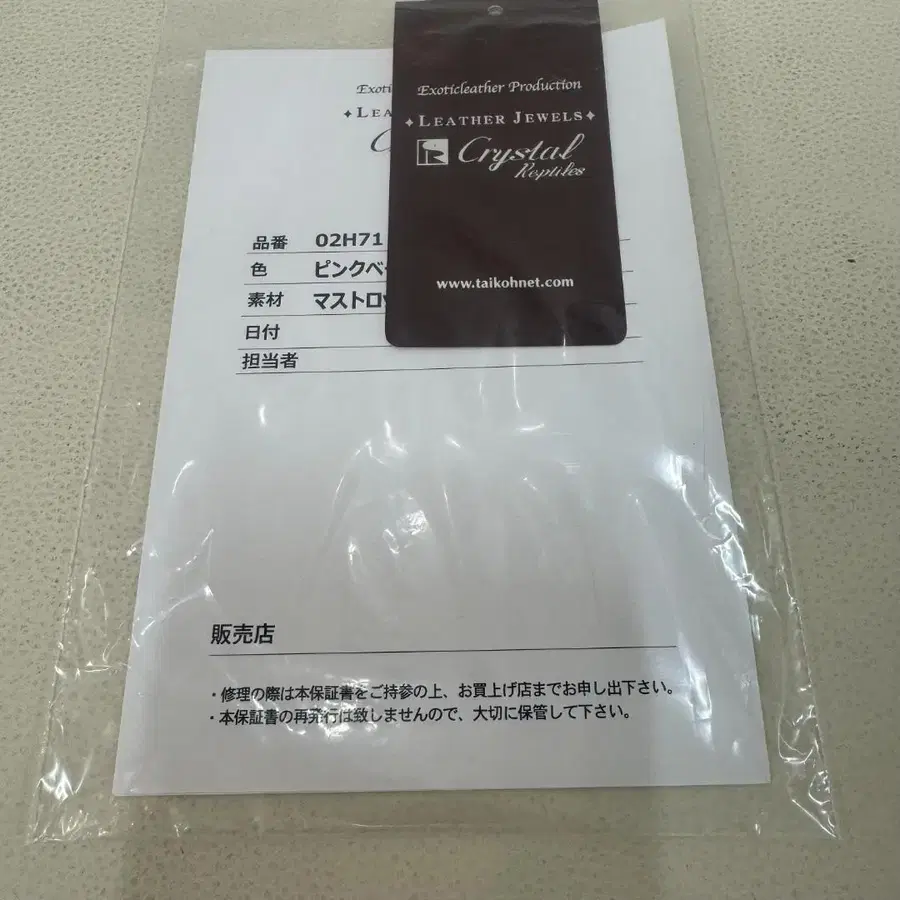 Exoti
Exoticleather Production
LEA
LEATHER JEWELS
C
R Crystal
Reptiles
品番 02H71
色 ピンクベ
www.taikohnet.com
素材 マストロ
日付
担当者
販売店
・修理の際は本保証書をご持参の上、お買上げ店までお申し出下さい。
・本保証書の再発行は致しませんので、大切に保管して下さい。